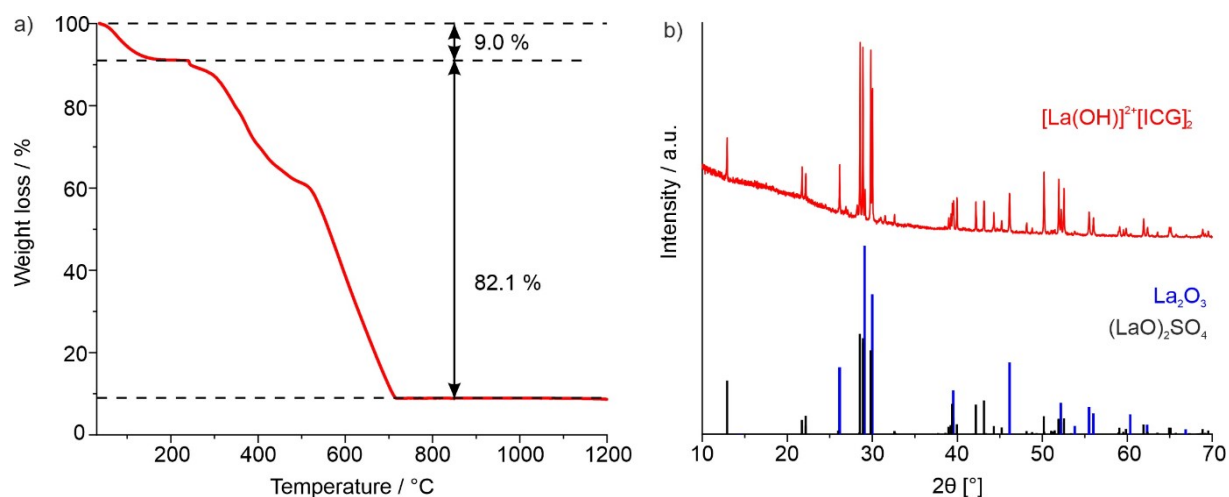 a)
100
80
60
40
20
0
Weight loss / %
9.0 %
82.1 %
200
400
600
800
1000
1200
Temperature / °C
b)
Intensity / a.u.
[La(OH)]²⁺[ICG]₂⁻
La₂O₃
(LaO)₂SO₄
10
20
30
40
50
60
70
2θ [°]